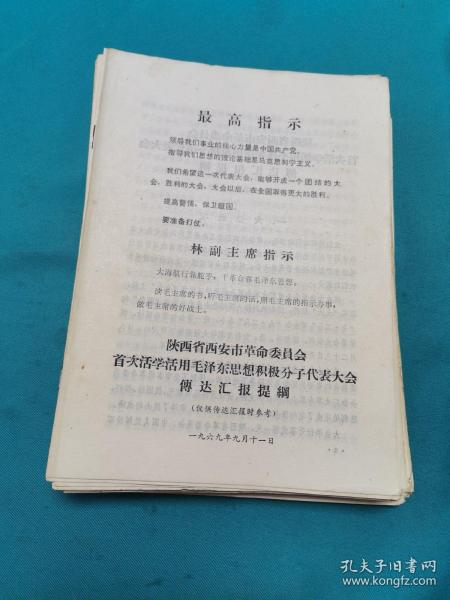 最高指示
领导我们事业的核心力量是中国共产党。
指导我们思想的理论基础是马克思列宁主义。
我们希望这一次代表大会，能够开成一个团结的大
会，胜利的大会，大会以后，在全国取得更大的胜利。
提高警惕，保卫祖国。
要准备打仗。
林副主席指示
大海航行靠舵手，干革命靠毛泽东思想。
读毛主席的书，听毛主席的话，照毛主席的指示办事，
做毛主席的好战士。
陕西省西安市革命委員会
首次活学活用毛泽东思想积极分子代表大会
傳达汇报提綱
（仅供传达汇报时参考）
一九六九年九月十一日
孔夫子旧书网
www.kongfz.com